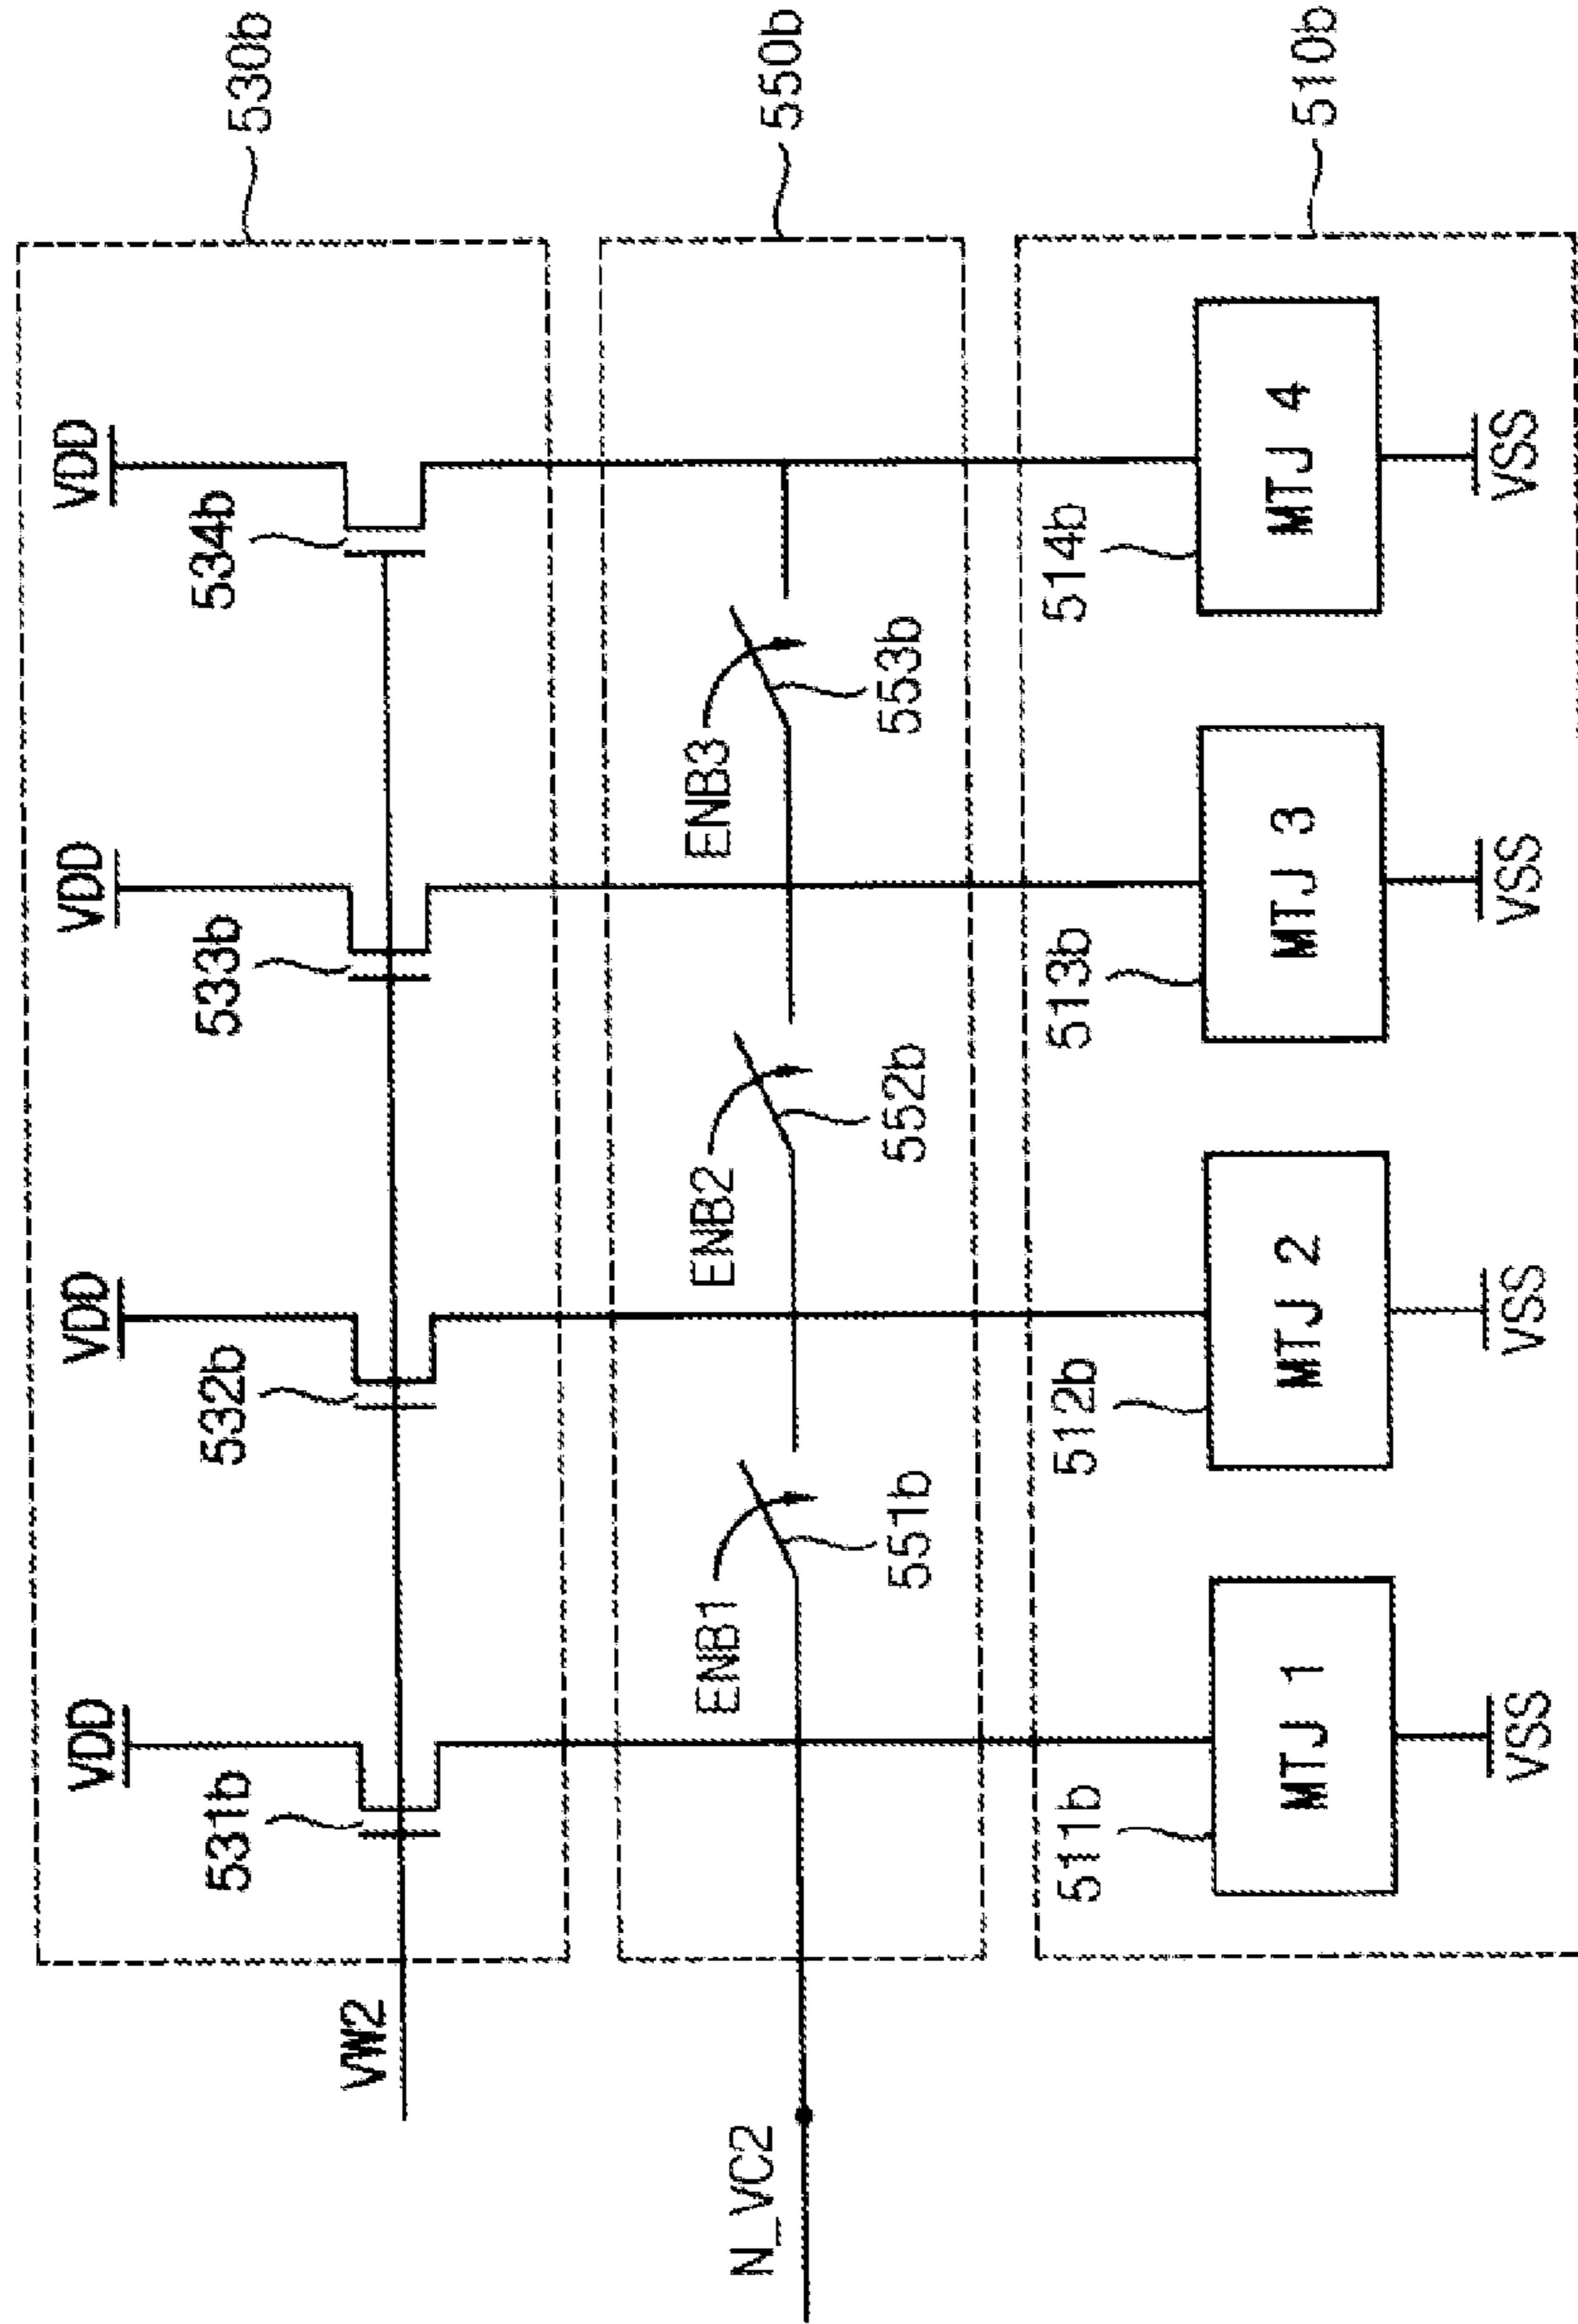 VDD VDD VDD VDD
531b 532b 533b 534b
530b
VW2
ENB1 ENB2 ENB3
550b
N_VC2
551b 552b 553b
511b 512b 513b 514b
510b
MTJ 1 MTJ 2 MTJ 3 MTJ 4
VSS VSS VSS VSS